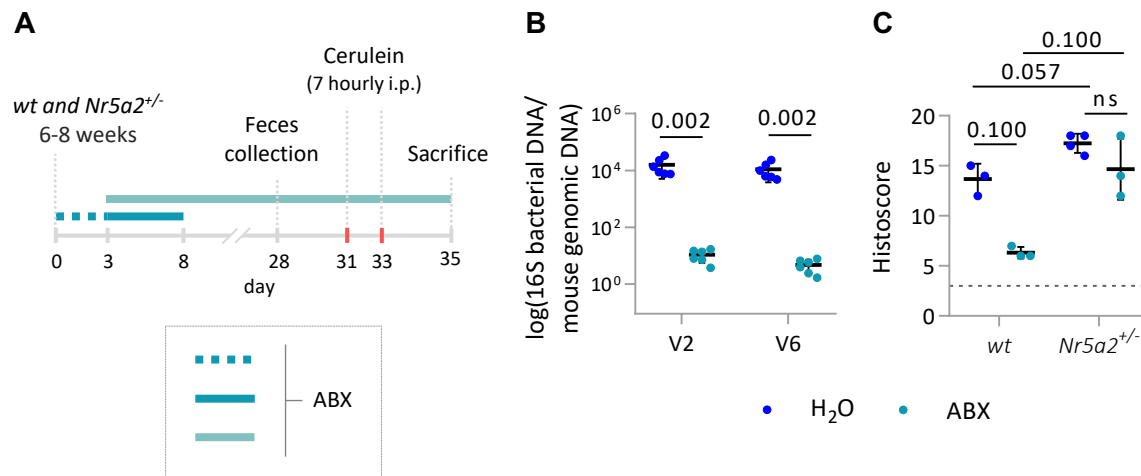 A
wt and Nr5a2+/-
6-8 weeks
Feces
collection
Cerulein
(7 hourly i.p.)
Sacrifice
0 3 8 28 31 33 35
day
ABX
B
log(16S bacterial DNA/
mouse genomic DNA)
10^6
10^4
10^2
10^0
0.002 0.002
V2 V6
C
0.100
0.057
ns
0.100
Histoscore
20
15
10
5
0
wt Nr5a2+/-
H₂O ABX